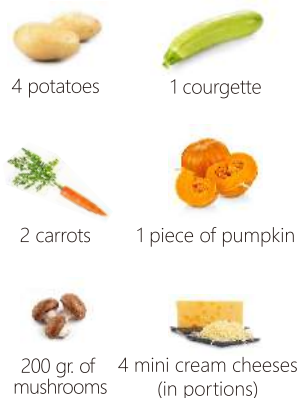 4 potatoes
1 courgette
2 carrots
1 piece of pumpkin
200 gr. of
mushrooms
4 mini cream cheeses
(in portions)